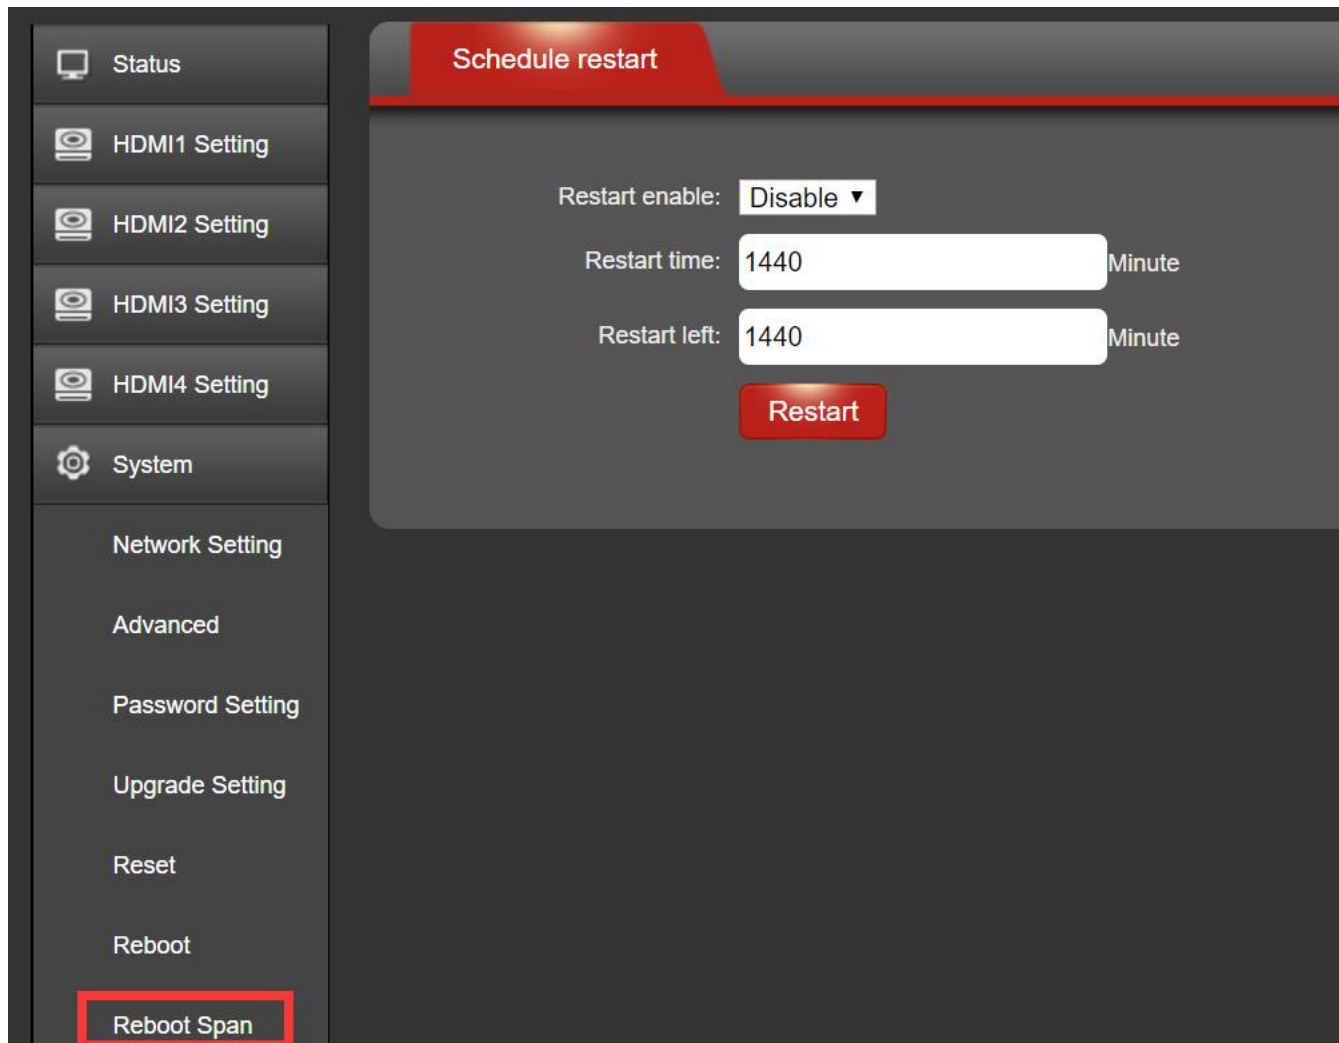 Status
HDMI1 Setting
HDMI2 Setting
HDMI3 Setting
HDMI4 Setting
System
Network Setting
Advanced
Password Setting
Upgrade Setting
Reset
Reboot
Reboot Span
Schedule restart
Restart enable: Disable
Restart time: 1440 Minute
Restart left: 1440 Minute
Restart